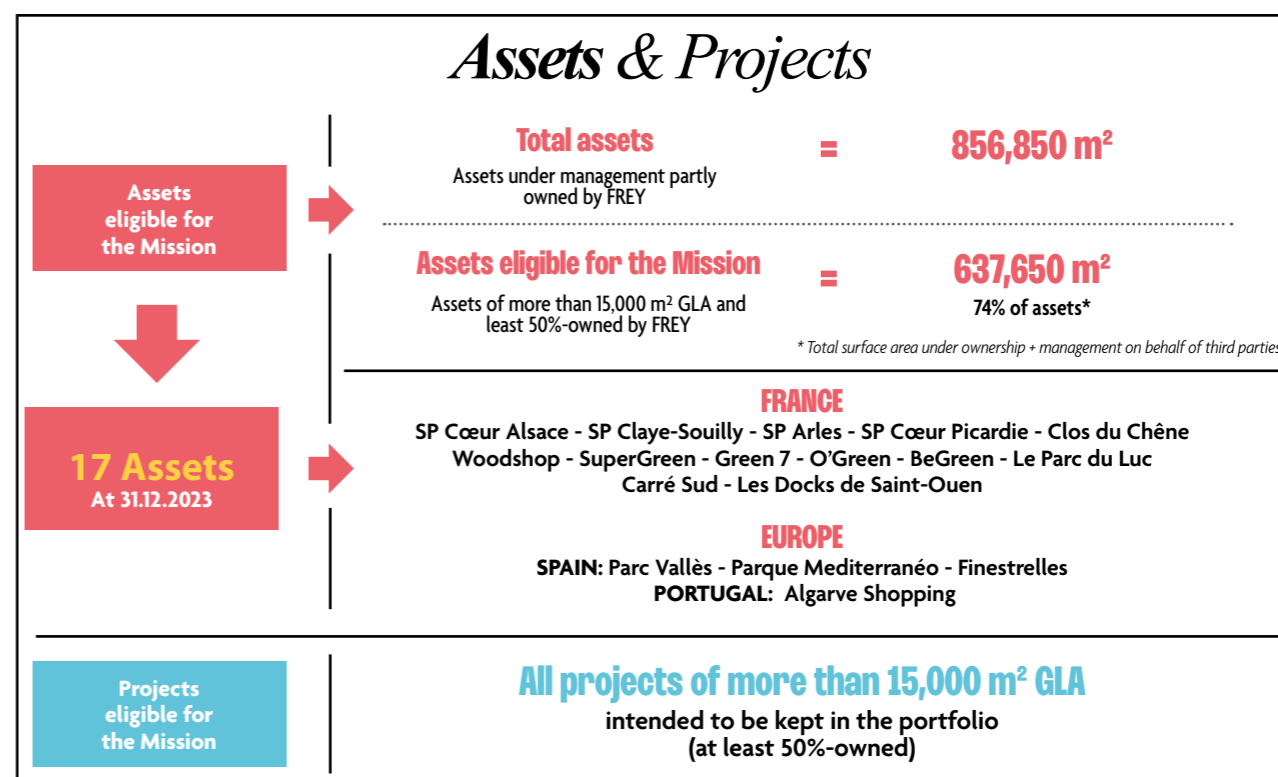 Assets & Projects
Assets
eligible for
the Mission
Total assets
Assets under management partly
owned by FREY
=
856,850 m²
Assets eligible for the Mission
Assets of more than 15,000 m² GLA and
least 50%-owned by FREY
=
637,650 m²
74% of assets*
* Total surface area under ownership + management on behalf of third parties
17 Assets
At 31.12.2023
FRANCE
SP Cœur Alsace - SP Claye-Souilly - SP Arles - SP Cœur Picardie - Clos du Chêne
Woodshop - SuperGreen - Green 7 - O’Green - BeGreen - Le Parc du Luc
Carré Sud - Les Docks de Saint-Ouen
EUROPE
SPAIN: Parc Vallès - Parque Mediterranéo - Finestrelles
PORTUGAL: Algarve Shopping
Projects
eligible for
the Mission
All projects of more than 15,000 m² GLA
intended to be kept in the portfolio
(at least 50%-owned)